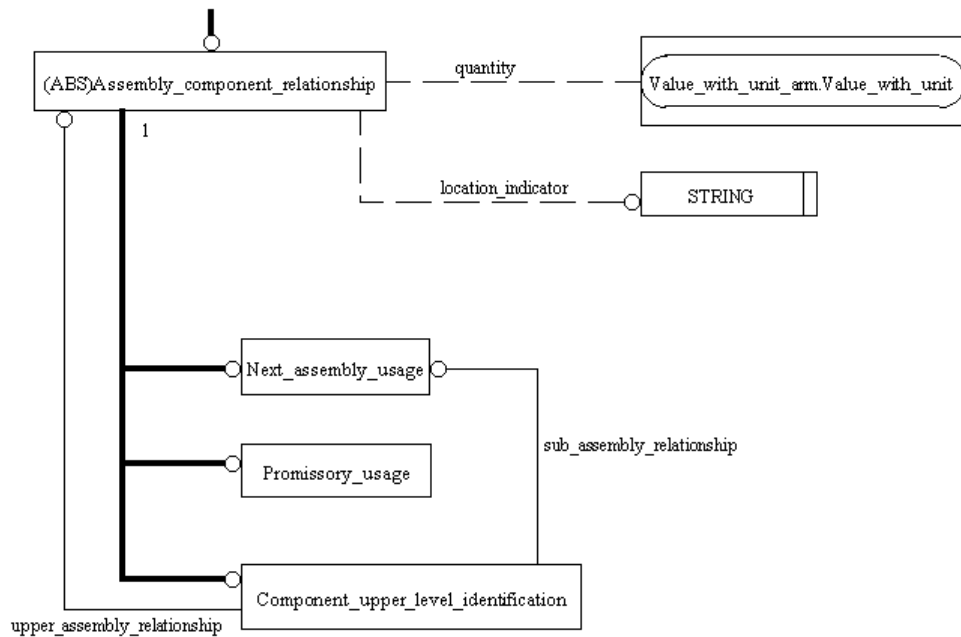 (ABS)Assembly_component_relationship
quantity
Value_with_unit_arm.Value_with_unit
1
location_indicator
STRING
Next_assembly_usage
sub_assembly_relationship
Promissory_usage
Component_upper_level_identification
upper_assembly_relationship